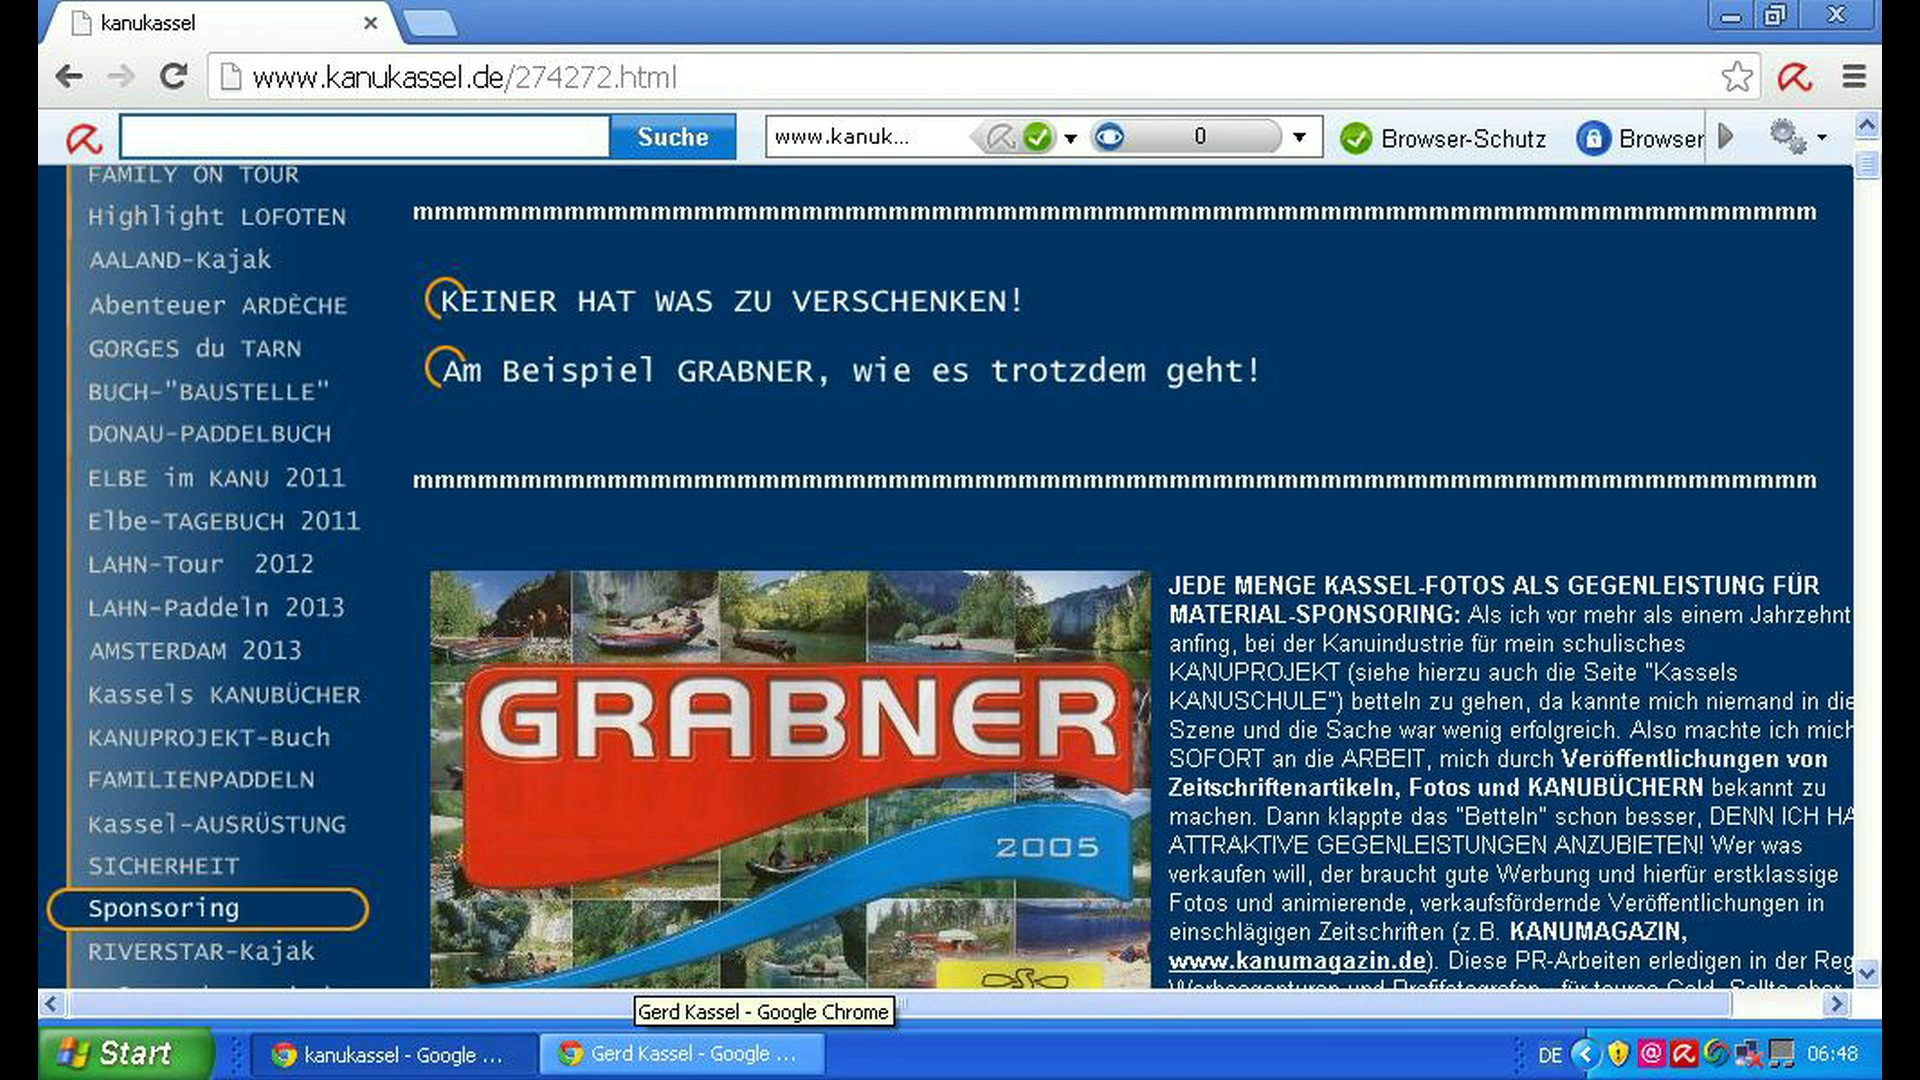 kanukassel
www.kanukassel.de/274272.html
Suche
www.kanuk...
0
Browser-Schutz
Browser
FAMILY ON TOUR
Highlight LOFOTEN
AALAND-Kajak
Abenteuer ARDÈCHE
GORGES du TARN
BUCH-"BAUSTELLE"
DONAU-PADDELBUCH
ELBE im KANU 2011
Elbe-TAGEBUCH 2011
LAHN-Tour 2012
LAHN-Paddeln 2013
AMSTERDAM 2013
Kassels KANUBÜCHER
KANUPROJEKT-Buch
FAMILIENPADDELN
Kassel-AUSRÜSTUNG
SICHERHEIT
Sponsoring
RIVERSTAR-Kajak
KEINER HAT WAS ZU VERSCHENKEN!
Am Beispiel GRABNER, wie es trotzdem geht!
GRABNER
2005
JEDE MENGE KASSEL-FOTOS ALS GEGENLEISTUNG FÜR
MATERIAL-SPONSORING: Als ich vor mehr als einem Jahrzehnt
anfing, bei der Kanuindustrie für mein schulisches
KANUPROJEKT (siehe hierzu auch die Seite "Kassels
KANUSCHULE") betteln zu gehen, da kannte mich niemand in die
Szene und die Sache war wenig erfolgreich. Also machte ich mich
SOFORT an die ARBEIT, mich durch Veröffentlichungen von
Zeitschriftenartikeln, Fotos und KANUBÜCHERN bekannt zu
machen. Dann klappte das "Betteln" schon besser, DENN ICH HA
ATTRAKTIVE GEGENLEISTUNGEN ANZUBIETEN! Wer was
verkaufen will, der braucht gute Werbung und hierfür erstklassige
Fotos und animierende, verkaufsfördernde Veröffentlichungen in
einschlägigen Zeitschriften (z.B. KANUMAGAZIN,
www.kanumagazin.de). Diese PR-Arbeiten erledigen in der Reg
Gerd Kassel - Google Chrome
Start
kanukassel - Google ...
Gerd Kassel - Google ...
DE
06:48